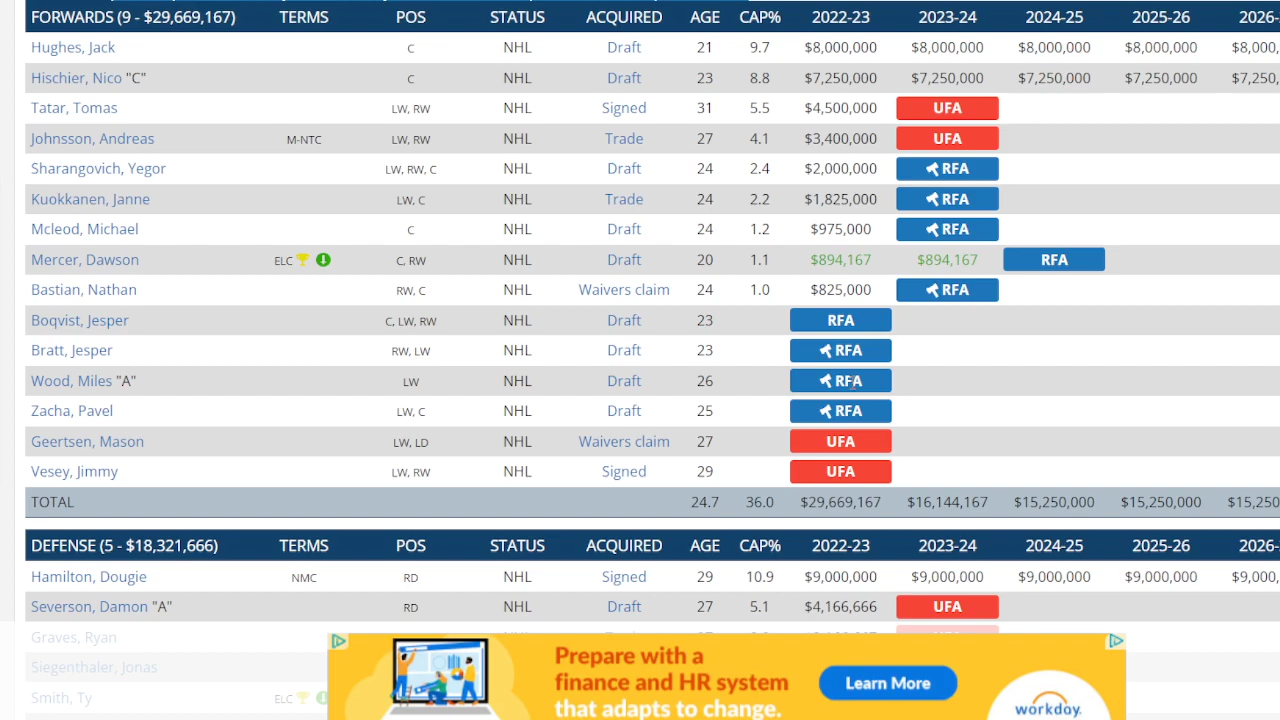 FORWARDS (9 - $29,669,167) TERMS POS STATUS ACQUIRED AGE CAP% 2022-23 2023-24 2024-25 2025-26 2026-
Hughes, Jack C NHL Draft 21 9.7 $8,000,000 $8,000,000 $8,000,000 $8,000,000 $8,000,
Hischier, Nico "C" C NHL Draft 23 8.8 $7,250,000 $7,250,000 $7,250,000 $7,250,000 $7,250,
Tatar, Tomas LW, RW NHL Signed 31 5.5 $4,500,000 UFA
Johnsson, Andreas M-NTC LW, RW NHL Trade 27 4.1 $3,400,000 UFA
Sharangovich, Yegor LW, RW, C NHL Draft 24 2.4 $2,000,000 RFA
Kuokkanen, Janne LW, C NHL Trade 24 2.2 $1,825,000 RFA
Mcleod, Michael C NHL Draft 24 1.2 $975,000 RFA
Mercer, Dawson ELC C, RW NHL Draft 20 1.1 $894,167 $894,167 RFA
Bastian, Nathan RW, C NHL Waivers claim 24 1.0 $825,000 RFA
Boqvist, Jesper C, LW, RW NHL Draft 23 RFA
Bratt, Jesper RW, LW NHL Draft 23 RFA
Wood, Miles "A" LW NHL Draft 26 RFA
Zacha, Pavel LW, C NHL Draft 25 RFA
Geertsen, Mason LW, LD NHL Waivers claim 27 UFA
Vesey, Jimmy LW, RW NHL Signed 29 UFA
TOTAL 24.7 36.0 $29,669,167 $16,144,167 $15,250,000 $15,250,000 $15,250
DEFENSE (5 - $18,321,666) TERMS POS STATUS ACQUIRED AGE CAP% 2022-23 2023-24 2024-25 2025-26 2026-
Hamilton, Dougie NMC RD NHL Signed 29 10.9 $9,000,000 $9,000,000 $9,000,000 $9,000,000 $9,000,
Severson, Damon "A" RD NHL Draft 27 5.1 $4,166,666 UFA
Graves, Ryan
Siegenthaler, Jonas
Smith, Ty ELC
Prepare with a
finance and HR system
that adapts to change.
Learn More
workday.